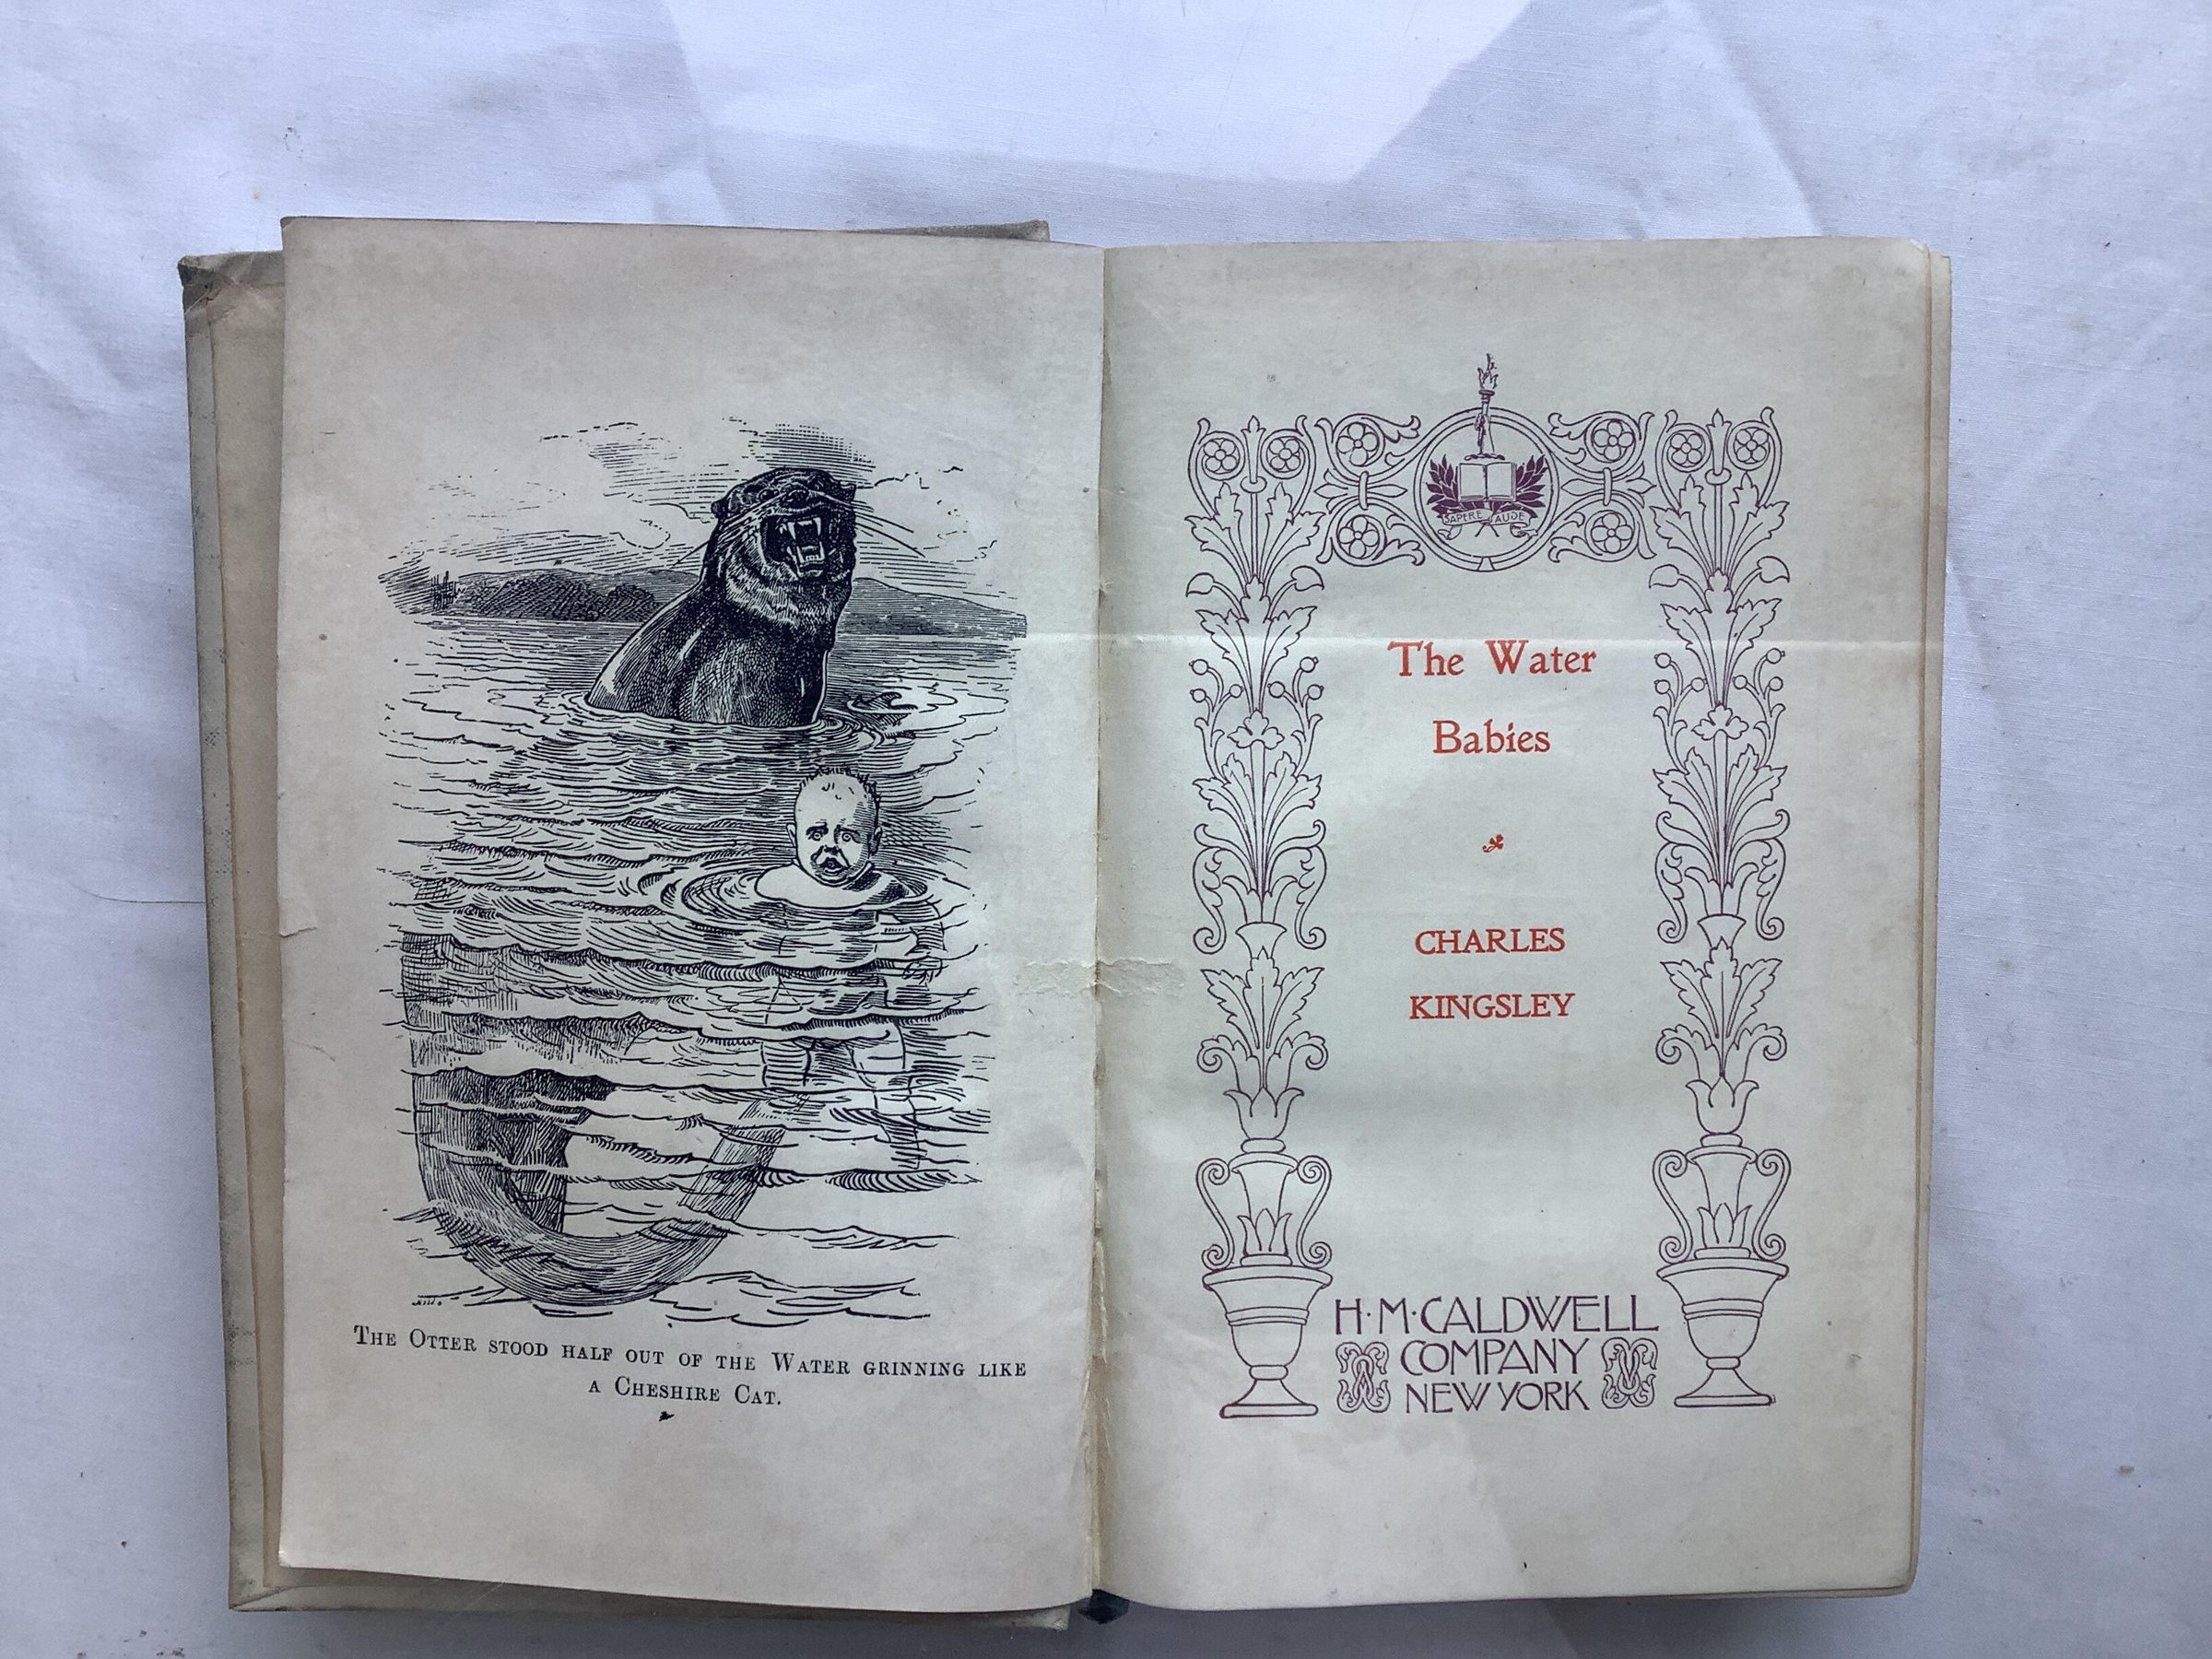 THE OTTER STOOD HALF OUT OF THE WATER GRINNING LIKE
A CHESHIRE CAT.
SAPERE AUDE
The Water
Babies
CHARLES
KINGSLEY
H·M·CALDWELL
COMPANY
NEW YORK